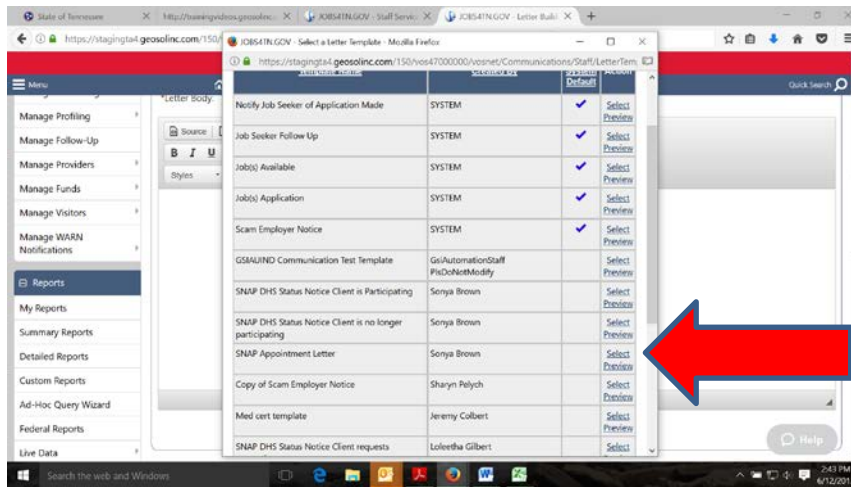 State of Tennessee
JOBS4TN.GOV - Staff Servic
JOBS4TN.GOV - Letter Build
JOBS4TN.GOV - Select a Letter Template - Mozilla Firefox
https://stagingta4.geosolinc.com/150/
https://stagingta4.geosolinc.com/150/vos47000000/vosnet/Communications/Staff/LetterTem
Menu
Quick Search
*Letter Body.
Source
B I U
Styles
Manage Profiling
Manage Follow-Up
Manage Providers
Manage Funds
Manage Visitors
Manage WARN
Notifications
Reports
My Reports
Summary Reports
Detailed Reports
Custom Reports
Ad-Hoc Query Wizard
Federal Reports
Live Data
Template Name Created By System Default Action
Notify Job Seeker of Application Made SYSTEM Select
Preview
Job Seeker Follow Up SYSTEM Select
Preview
Job(s) Available SYSTEM Select
Preview
Job(s) Application SYSTEM Select
Preview
Scam Employer Notice SYSTEM Select
Preview
GSIAUIND Communication Test Template GsiAutomationStaff Select
PlsDoNotModify Preview
SNAP DHS Status Notice Client is Participating Sonya Brown Select
Preview
SNAP DHS Status Notice Client is no longer Sonya Brown Select
participating Preview
SNAP Appointment Letter Sonya Brown Select
Preview
Copy of Scam Employer Notice Sharyn Pelych Select
Preview
Med cert template Jeremy Colbert Select
Preview
SNAP DHS Status Notice Client requests Loleetha Gilbert Select
Help
Search the web and Windows
2:43 PM